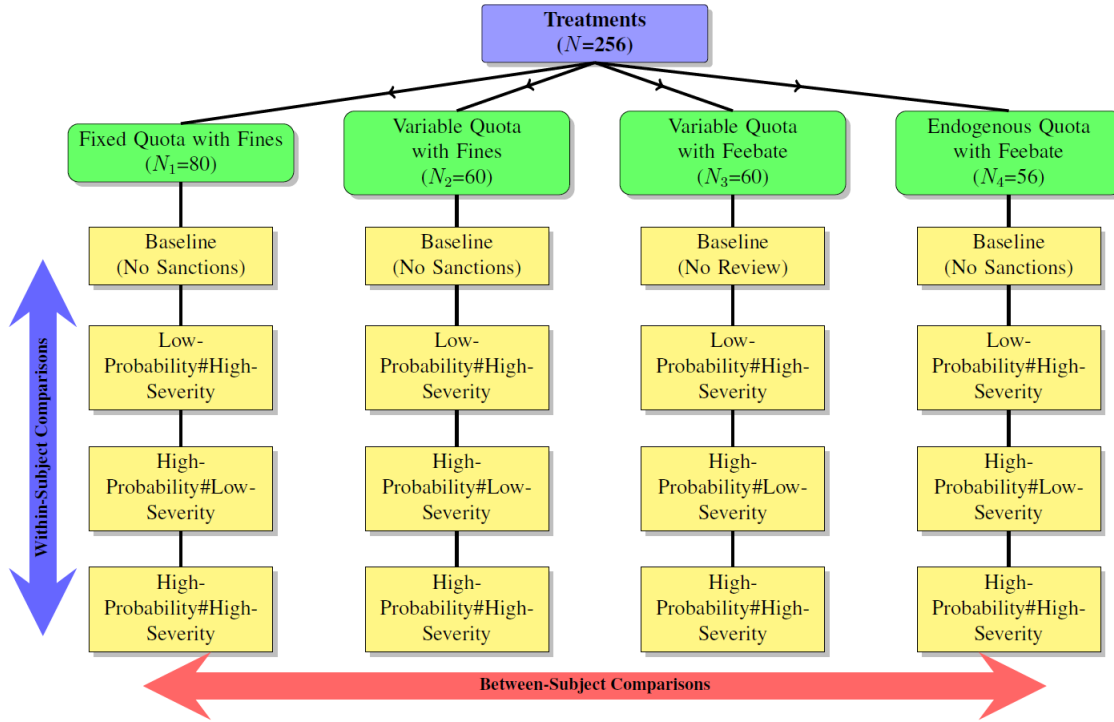 Treatments
(N=256)
Fixed Quota with Fines
(N₁=80)
Variable Quota
with Fines
(N₂=60)
Variable Quota
with Feebate
(N₃=60)
Endogenous Quota
with Feebate
(N₄=56)
Baseline
(No Sanctions)
Baseline
(No Sanctions)
Baseline
(No Review)
Baseline
(No Sanctions)
Low-
Probability#High-
Severity
Low-
Probability#High-
Severity
Low-
Probability#High-
Severity
Low-
Probability#High-
Severity
High-
Probability#Low-
Severity
High-
Probability#Low-
Severity
High-
Probability#Low-
Severity
High-
Probability#Low-
Severity
High-
Probability#High-
Severity
High-
Probability#High-
Severity
High-
Probability#High-
Severity
High-
Probability#High-
Severity
Within-Subject Comparisons
Between-Subject Comparisons